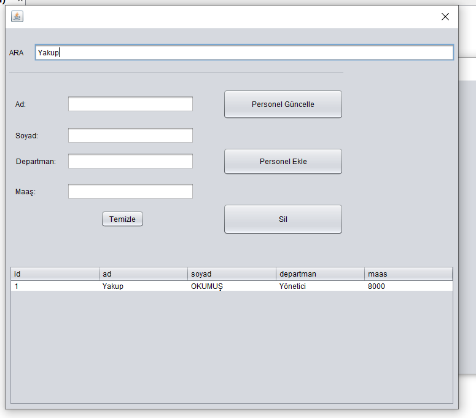 ARA Yakup
Ad: Personel Güncelle
Soyad:
Departman: Personel Ekle
Maaş:
Temizle Sil
id ad soyad departman maas
1 Yakup OKUMUŞ Yönetici 8000